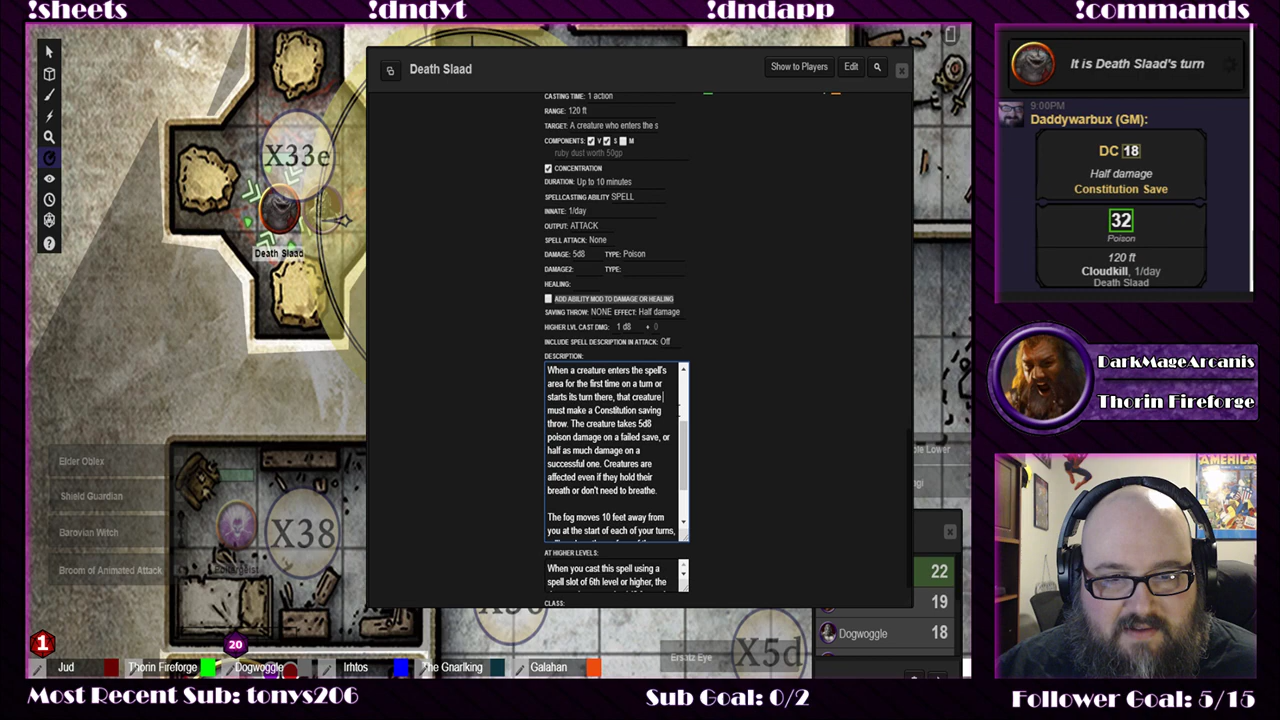 !sheets
!dndyt
!dndapp
!commands
X33e
Death Slaad
X38
Elder Oblex
Shield Guardian
Barovian Witch
Broom of Animated Attack
Death Slaad
Show to Players
Edit
CASTING TIME: 1 action
RANGE: 120 ft
TARGET: A creature who enters the s
COMPONENTS: V S M
ruby dust worth 50gp
CONCENTRATION
DURATION: Up to 10 minutes
SPELLCASTING ABILITY SPELL
INNATE: 1/day
OUTPUT: ATTACK
SPELL ATTACK: None
DAMAGE: 5d8 TYPE: Poison
DAMAGE2: TYPE:
HEALING:
ADD ABILITY MOD TO DAMAGE OR HEALING
SAVING THROW: NONE EFFECT: Half damage
HIGHER LVL CAST DMG: 1 d8 + 0
INCLUDE SPELL DESCRIPTION IN ATTACK: Off
DESCRIPTION:
When a creature enters the spell's
area for the first time on a turn or
starts its turn there, that creature
must make a Constitution saving
throw. The creature takes 5d8
poison damage on a failed save, or
half as much damage on a
successful one. Creatures are
affected even if they hold their
breath or don't need to breathe.
The fog moves 10 feet away from
you at the start of each of your turns,
AT HIGHER LEVELS:
When you cast this spell using a
spell slot of 6th level or higher, the
CLASS:
Lower
22
19
Dogwoggle 18
X5d
Ersatz Eye
It is Death Slaad's turn
9:00PM
Daddywarbux (GM):
DC 18
Half damage
Constitution Save
32
Poison
120 ft
Cloudkill, 1/day
Death Slaad
DarkMageArcanis
Thorin Fireforge
AMERICA
1
20
Jud
Thorin Fireforge
Dogwoggle
Irhtos
The Gnarlking
Galahan
Most Recent Sub: tonys206
Sub Goal: 0/2
Follower Goal: 5/15